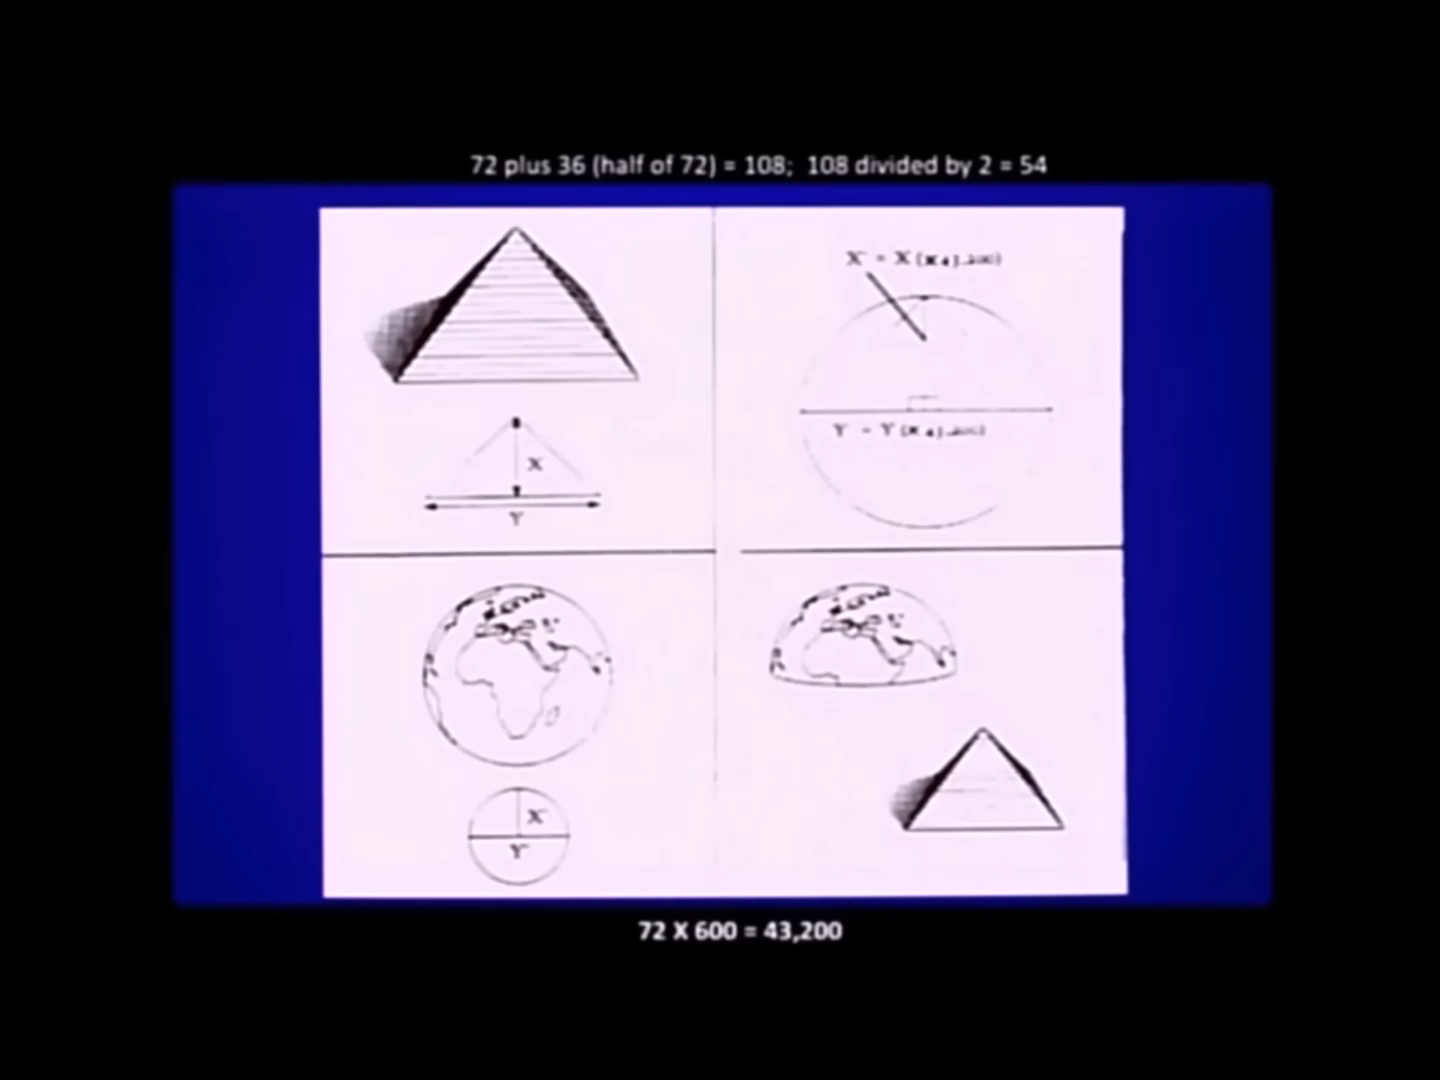 72 plus 36 (half of 72) = 108;  108 divided by 2 = 54
X
Y
X
Y
72 X 600 = 43,200